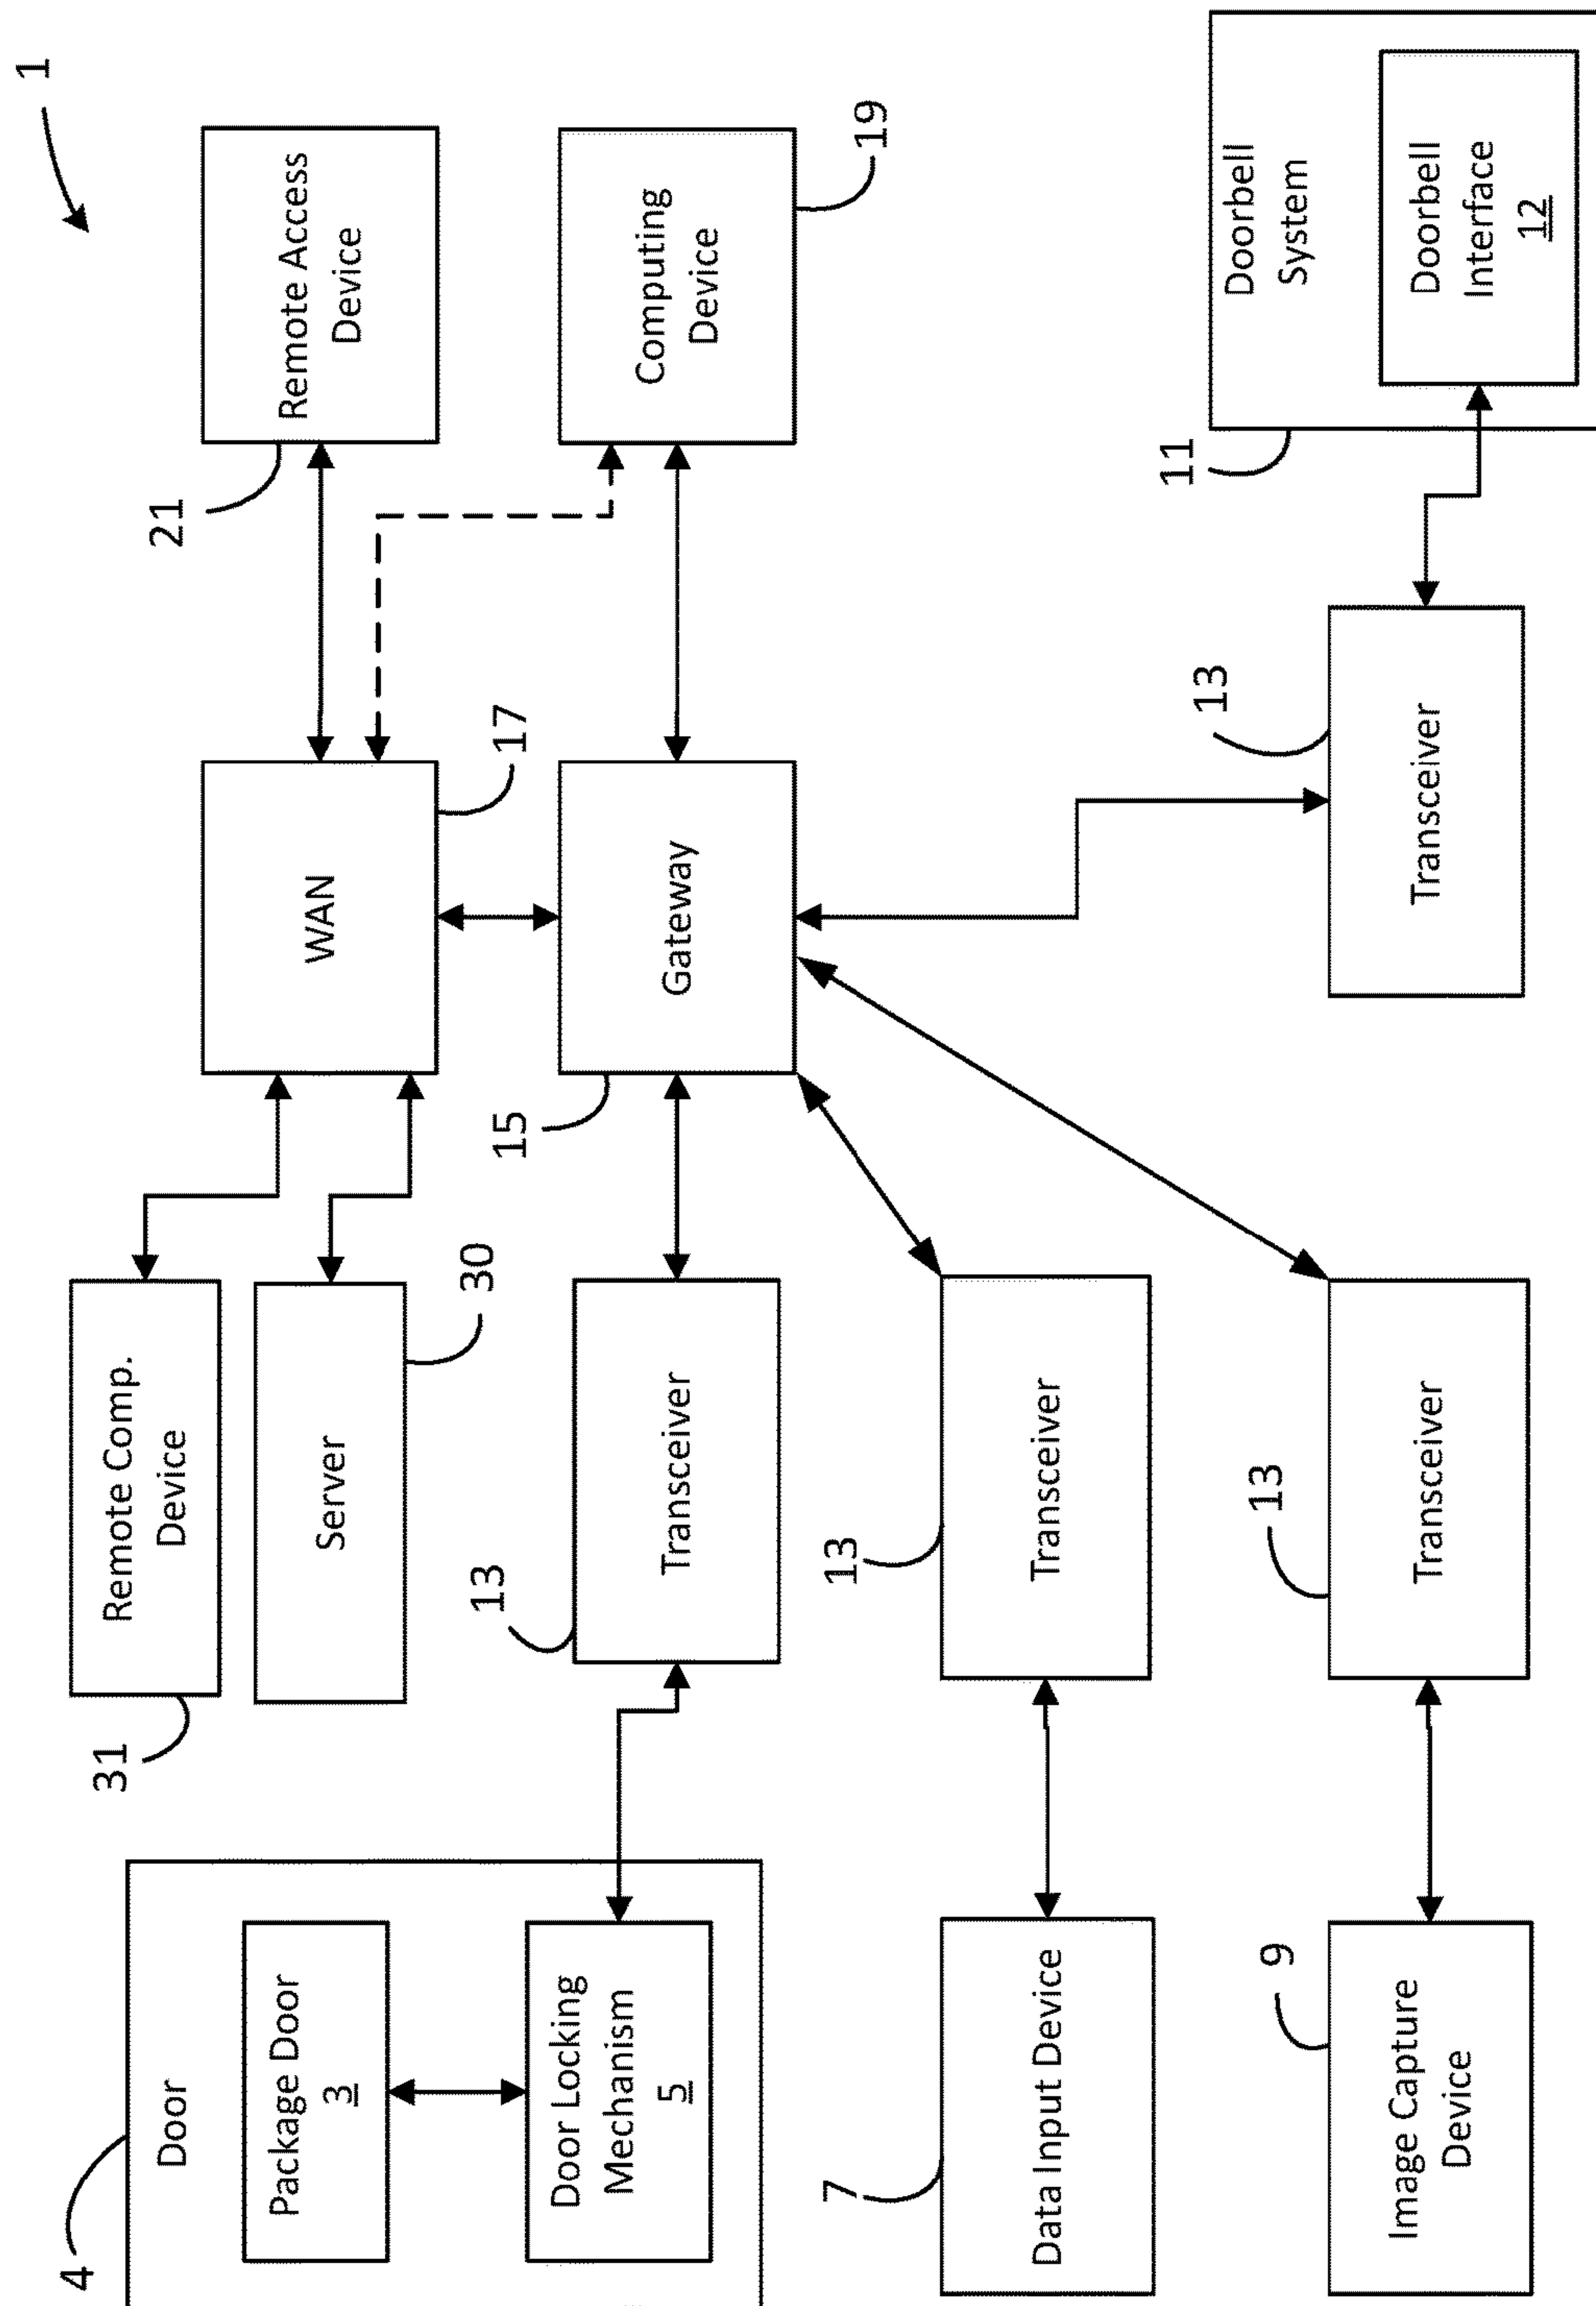 1
4
Door
Package Door
3
Door Locking
Mechanism
5
31
Remote Comp.
Device
Server
30
WAN
17
21
Remote Access
Device
13
Transceiver
15
Gateway
Computing
Device
19
7
Data Input Device
13
Transceiver
9
Image Capture
Device
13
Transceiver
13
Transceiver
11
Doorbell
System
Doorbell
Interface
12